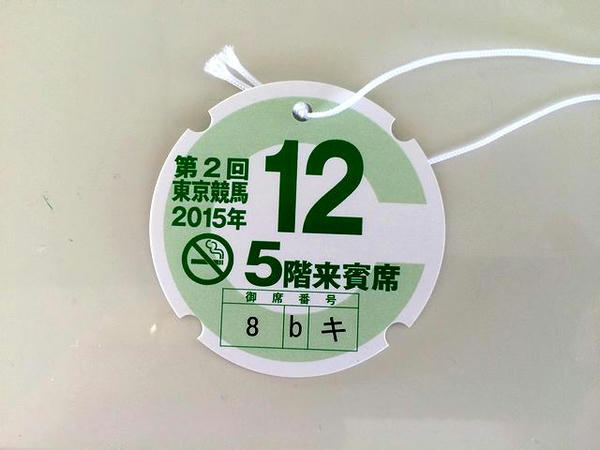 12
第2回
東京競馬
2015年
5階来賓席
御席番号
8 b キ